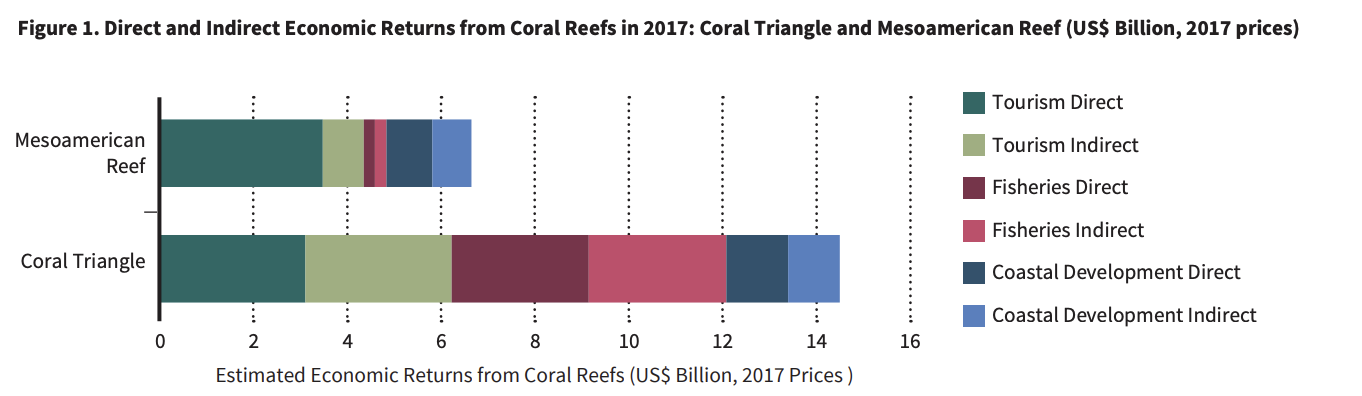 Figure 1. Direct and Indirect Economic Returns from Coral Reefs in 2017: Coral Triangle and Mesoamerican Reef (US$ Billion, 2017 prices)
Mesoamerican
Reef
Coral Triangle
0 2 4 6 8 10 12 14 16
Estimated Economic Returns from Coral Reefs (US$ Billion, 2017 Prices )
Tourism Direct
Tourism Indirect
Fisheries Direct
Fisheries Indirect
Coastal Development Direct
Coastal Development Indirect